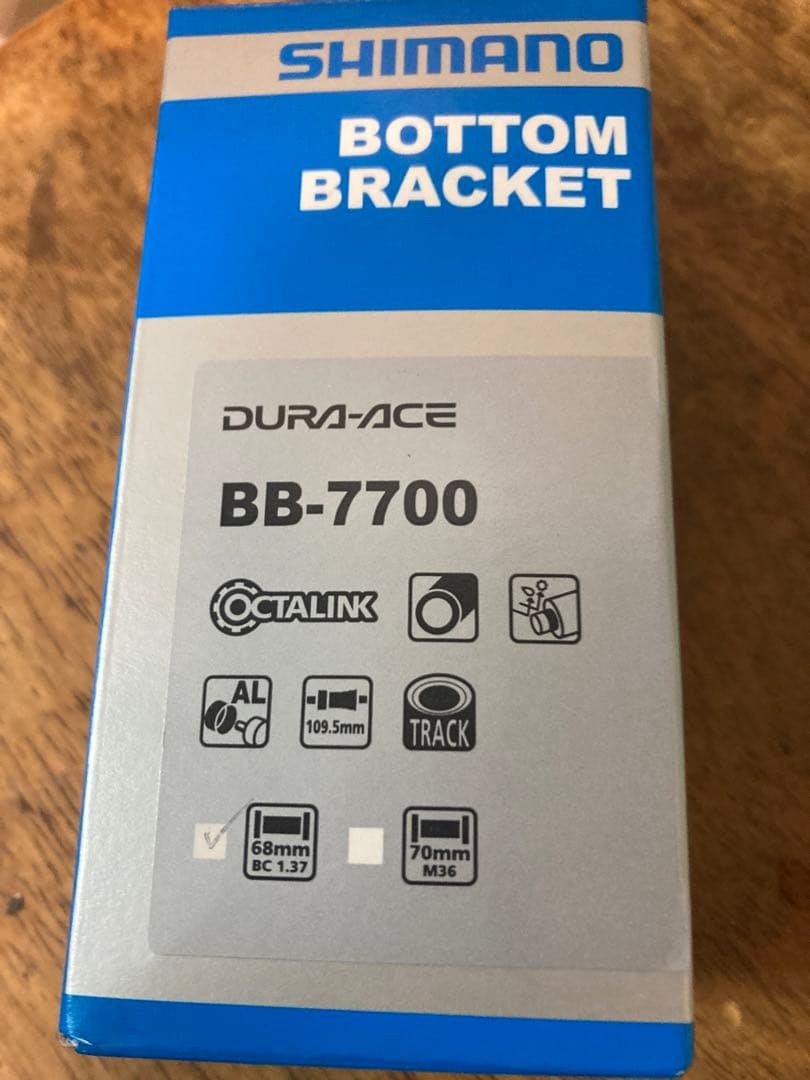 SHIMANO
BOTTOM
BRACKET
DURA-ACE
BB-7700
OCTALINK
AL
109.5mm
TRACK
68mm
BC 1.37
70mm
M36